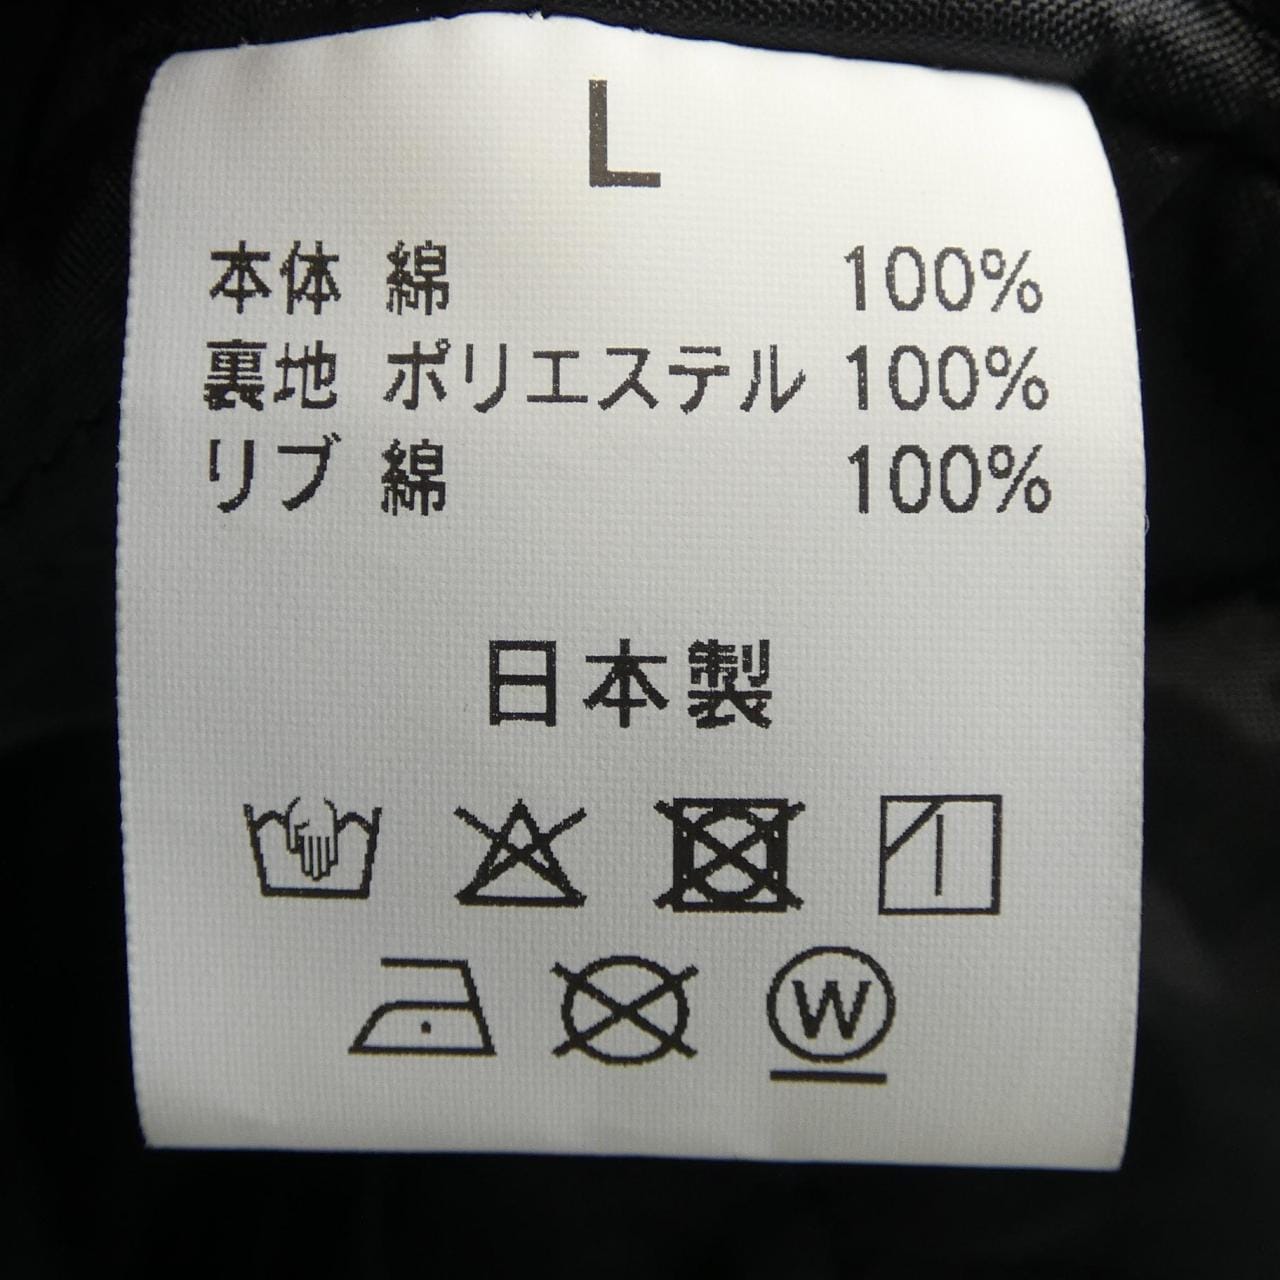 L
本体 綿 100%
裏地 ポリエステル 100%
リブ 綿 100%
日本製
W